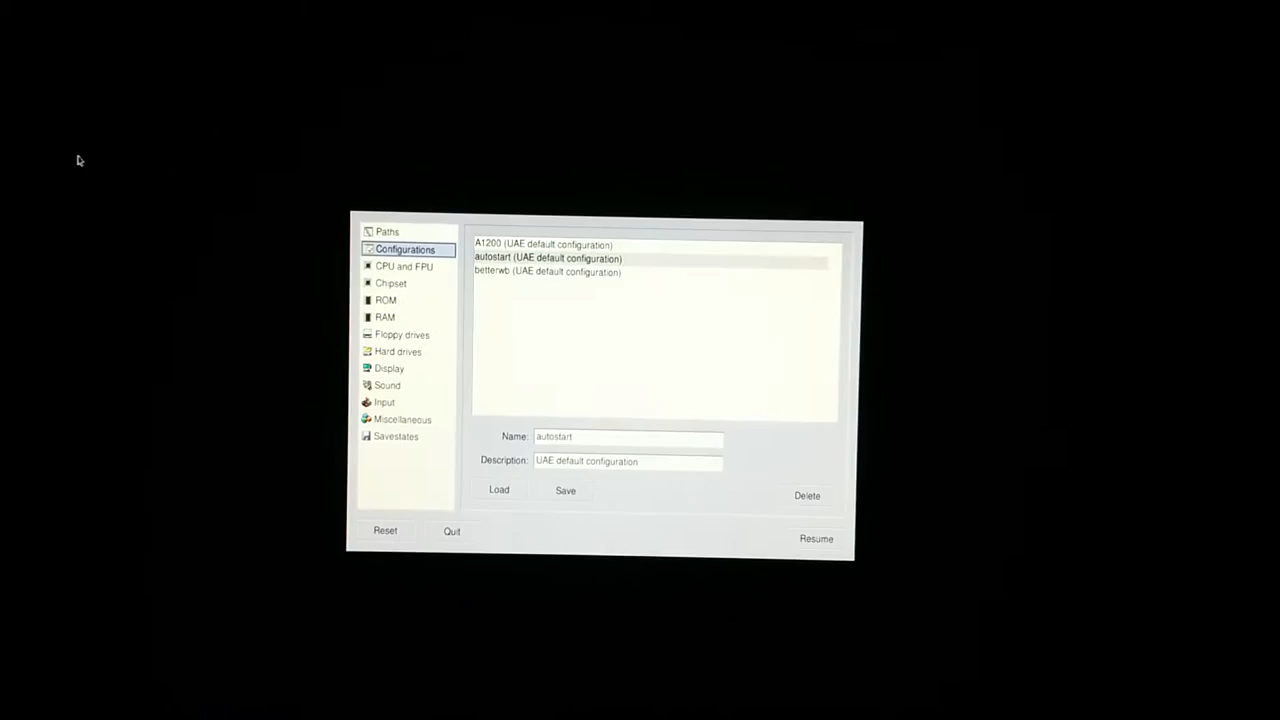 Paths
Configurations
CPU and FPU
Chipset
ROM
RAM
Floppy drives
Hard drives
Display
Sound
Input
Miscellaneous
Savestates
A1200 (UAE default configuration)
autostart (UAE default configuration)
betterwb (UAE default configuration)
Name: autostart
Description: UAE default configuration
Load Save Delete
Reset Quit Resume